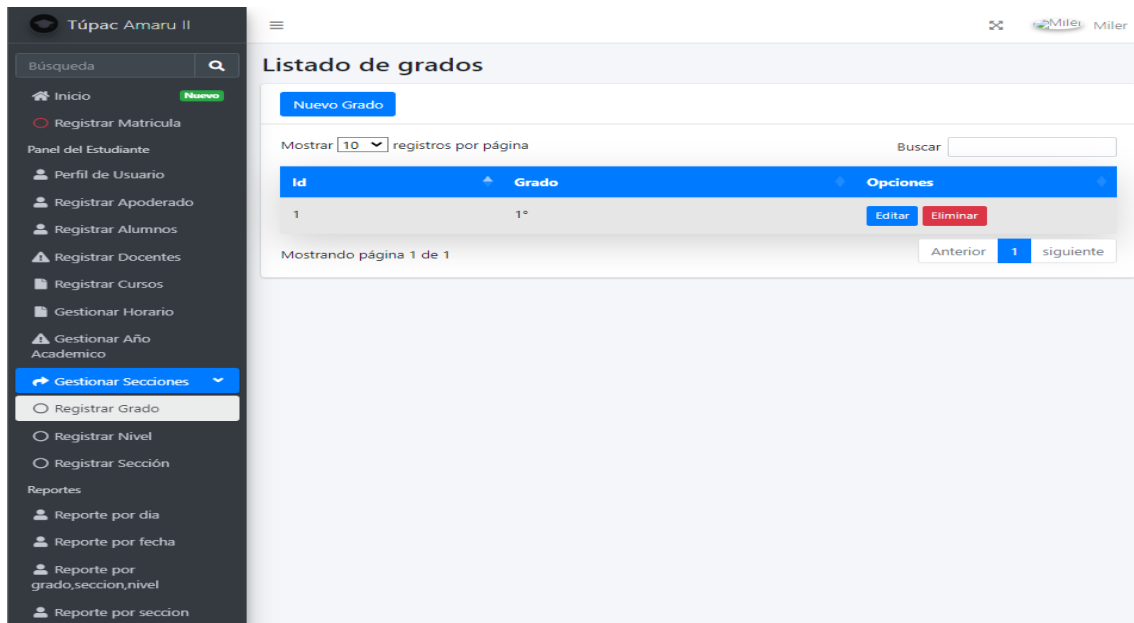 Túpac Amaru II
Búsqueda
Inicio Nuevo
Registrar Matricula
Panel del Estudiante
Perfil de Usuario
Registrar Apoderado
Registrar Alumnos
Registrar Docentes
Registrar Cursos
Gestionar Horario
Gestionar Año
Academico
Gestionar Secciones
Registrar Grado
Registrar Nivel
Registrar Sección
Reportes
Reporte por dia
Reporte por fecha
Reporte por
grado,seccion,nivel
Reporte por seccion
Miler Miler
Listado de grados
Nuevo Grado
Mostrar 10 registros por página Buscar
Id Grado Opciones
1 1° Editar Eliminar
Mostrando página 1 de 1 Anterior 1 siguiente